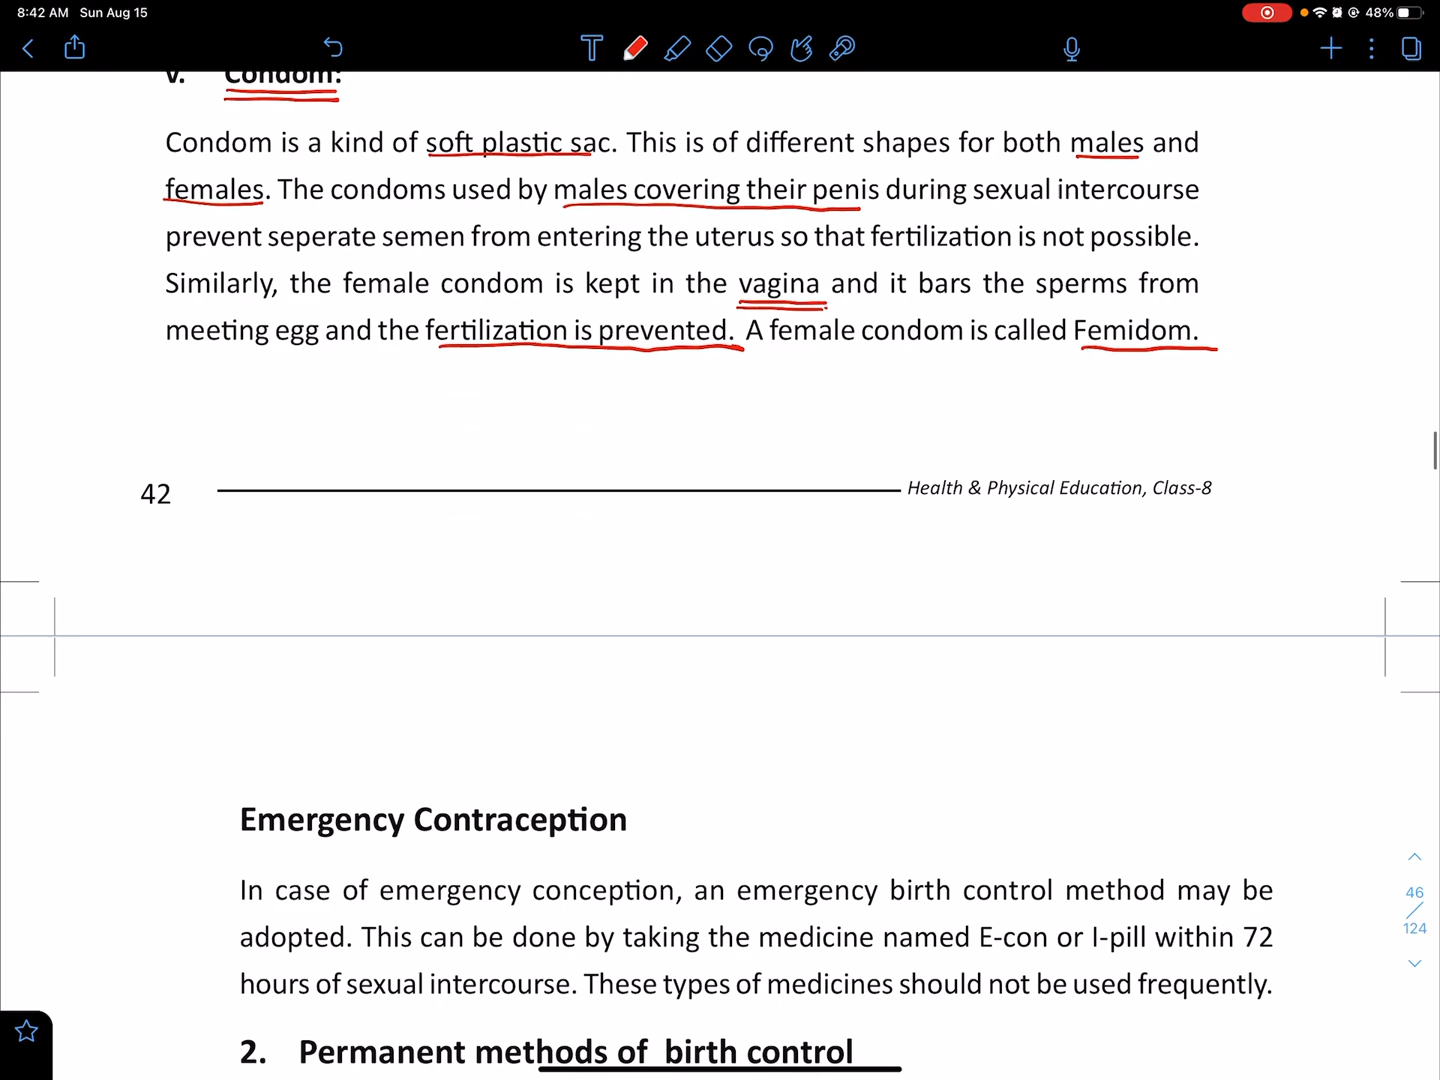 8:42 AM Sun Aug 15
48%
v. Condom:
Condom is a kind of soft plastic sac. This is of different shapes for both males and
females. The condoms used by males covering their penis during sexual intercourse
prevent seperate semen from entering the uterus so that fertilization is not possible.
Similarly, the female condom is kept in the vagina and it bars the sperms from
meeting egg and the fertilization is prevented. A female condom is called Femidom.
42
Health & Physical Education, Class-8
Emergency Contraception
In case of emergency conception, an emergency birth control method may be
adopted. This can be done by taking the medicine named E-con or I-pill within 72
hours of sexual intercourse. These types of medicines should not be used frequently.
2. Permanent methods of birth control
46
124